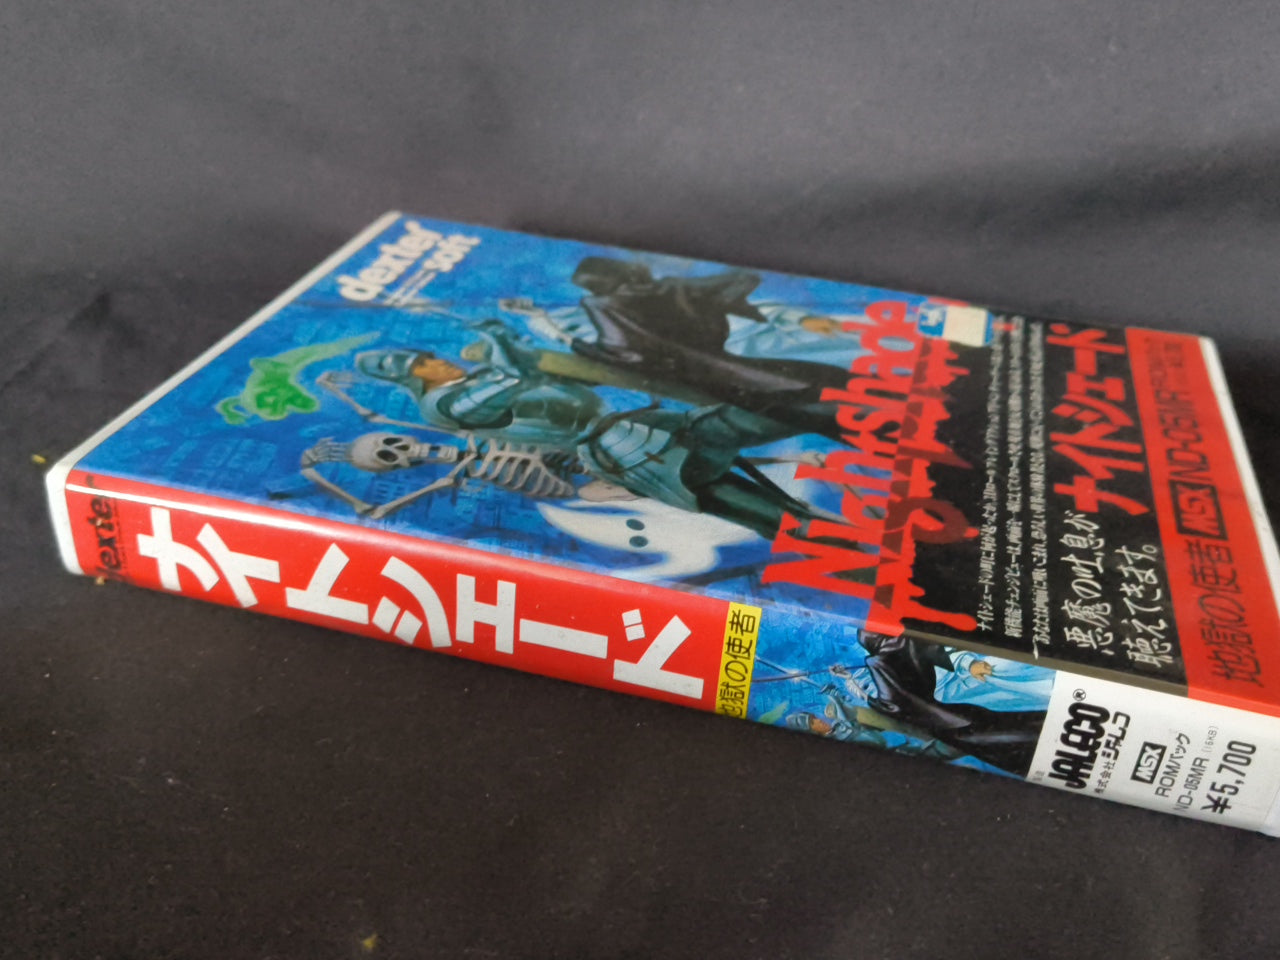 dexter
soft
Nightshade
ナイトシェード
悪魔の吐息が
聴えてきます。
地獄の使者 MSX ND-05MR
ナイトシェード
地獄の使者
JALECO®
株式会社ジャレコ
MSX
ROMパック
ND-05MR (16KB)
¥5,700